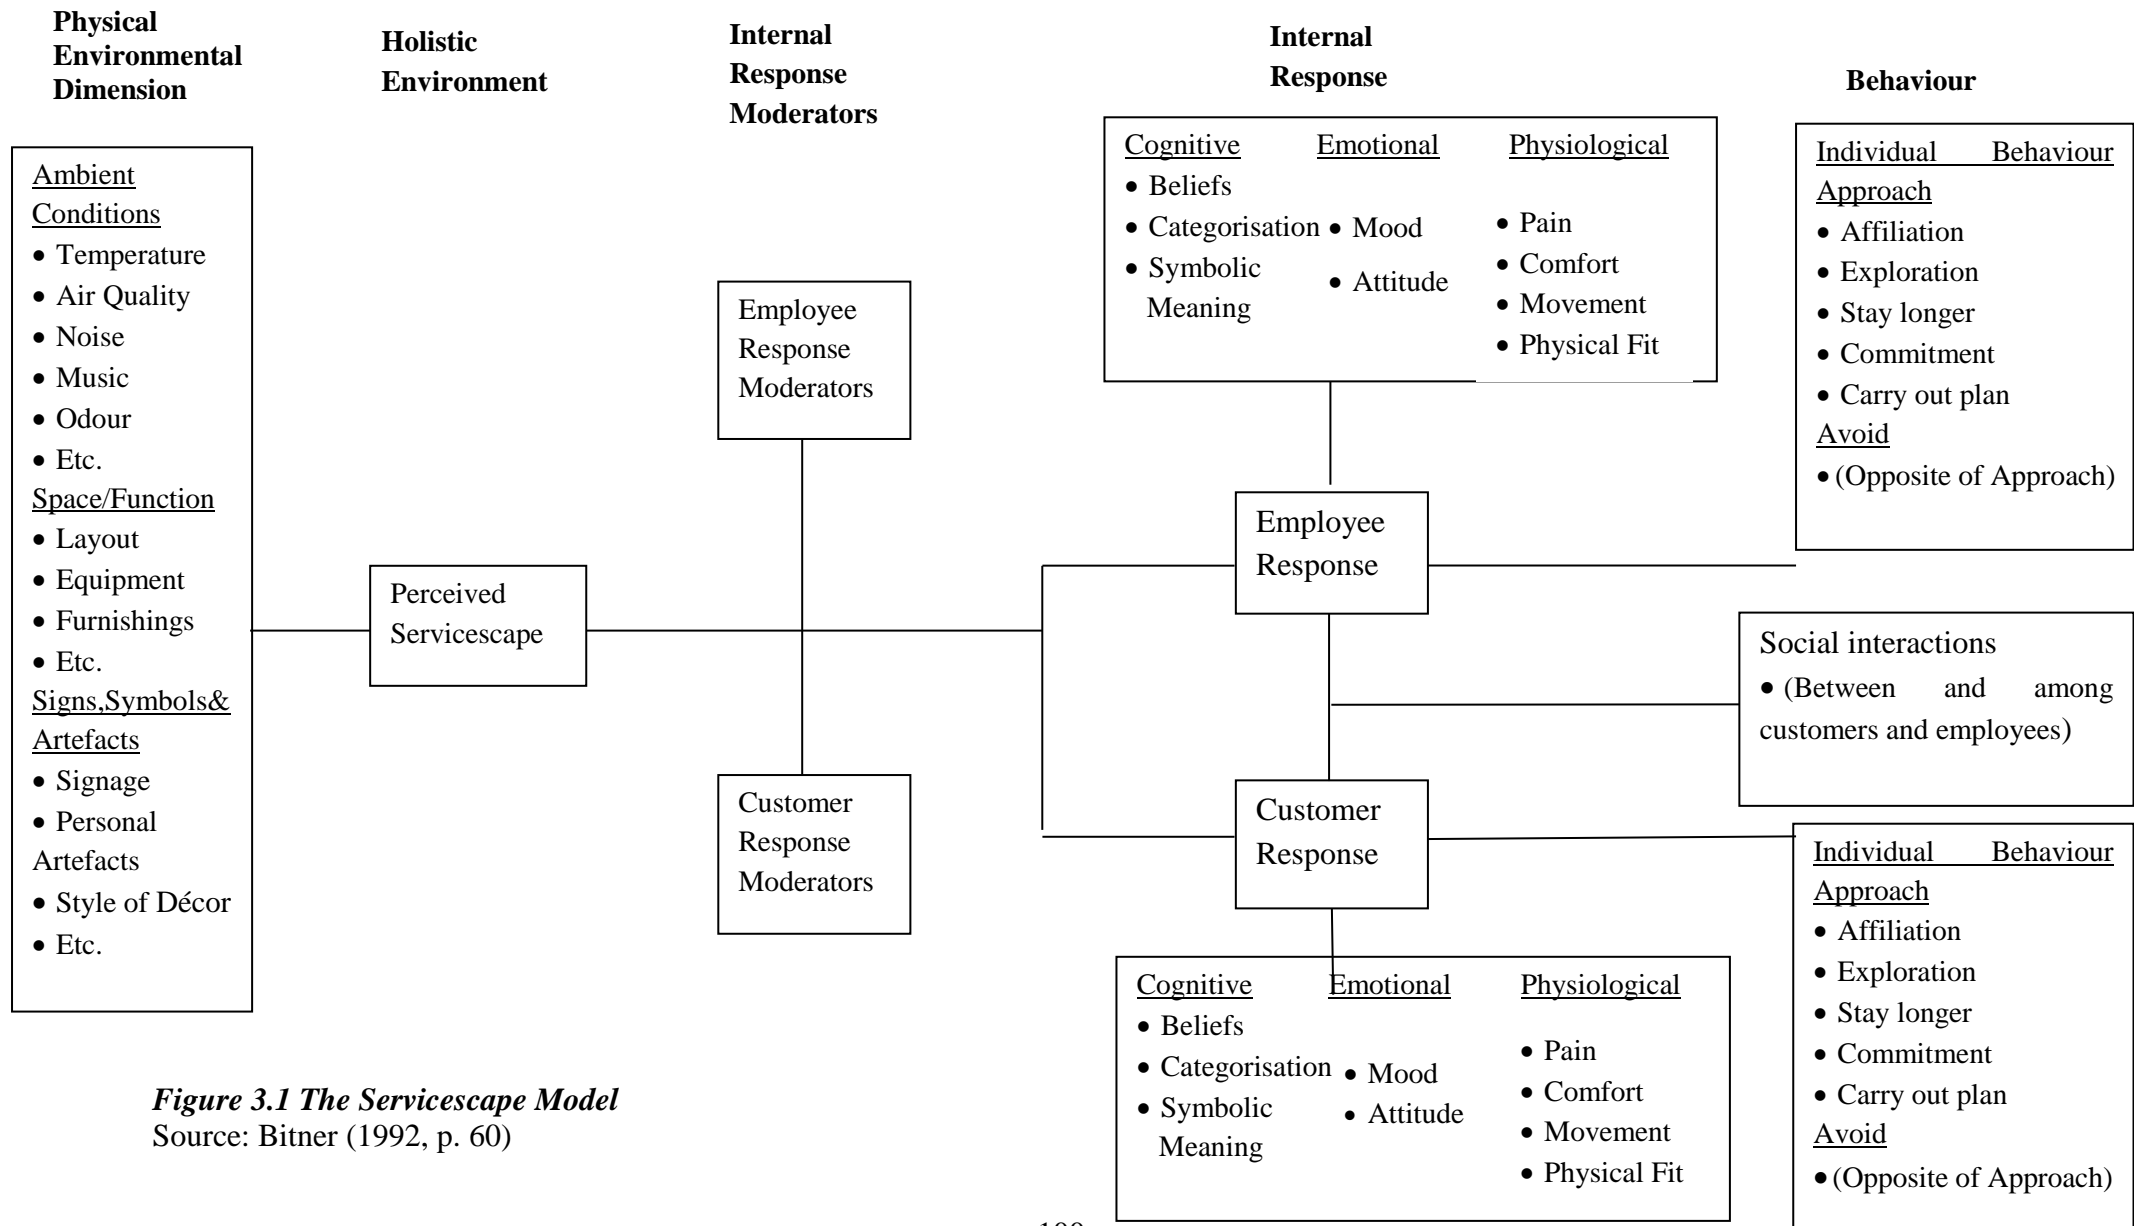 Physical
Environmental
Dimension
Holistic
Environment
Internal
Response
Moderators
Internal
Response
Behaviour
Ambient
Conditions
• Temperature
• Air Quality
• Noise
• Music
• Odour
• Etc.
Space/Function
• Layout
• Equipment
• Furnishings
• Etc.
Signs,Symbols&
Artefacts
• Signage
• Personal
Artefacts
• Style of Décor
• Etc.
Perceived
Servicescape
Employee
Response
Moderators
Customer
Response
Moderators
Cognitive Emotional Physiological
• Beliefs
• Categorisation • Mood • Pain
• Symbolic • Attitude • Comfort
Meaning • Movement
• Physical Fit
Employee
Response
Customer
Response
Cognitive Emotional Physiological
• Beliefs
• Categorisation • Mood • Pain
• Symbolic • Attitude • Comfort
Meaning • Movement
• Physical Fit
Individual Behaviour
Approach
• Affiliation
• Exploration
• Stay longer
• Commitment
• Carry out plan
Avoid
• (Opposite of Approach)
Social interactions
• (Between and among
customers and employees)
Individual Behaviour
Approach
• Affiliation
• Exploration
• Stay longer
• Commitment
• Carry out plan
Avoid
• (Opposite of Approach)
Figure 3.1 The Servicescape Model
Source: Bitner (1992, p. 60)